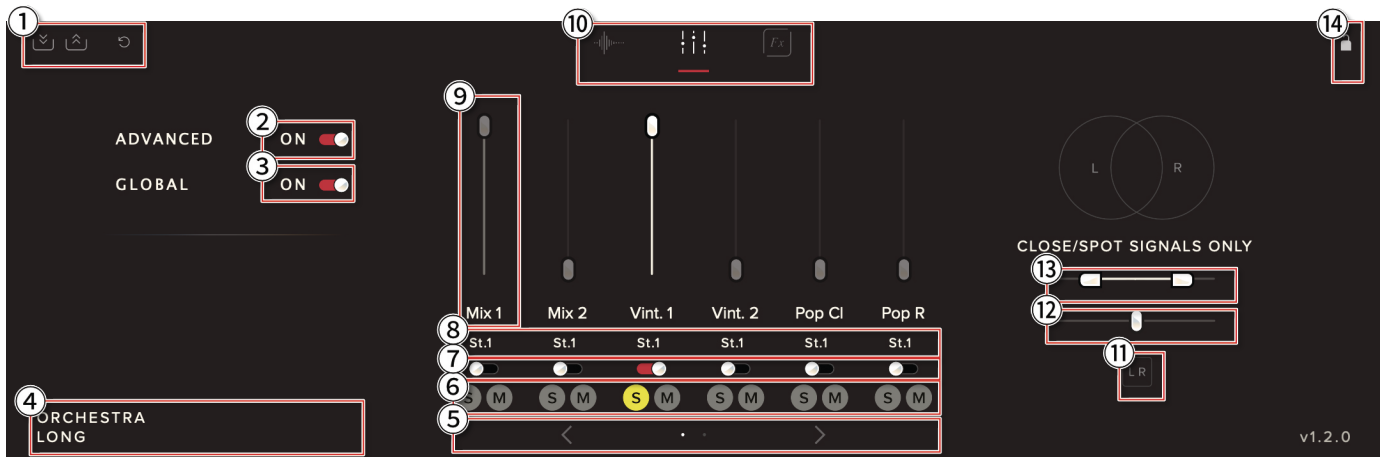 1
10
14
Fx
9
2
ADVANCED ON
3
GLOBAL ON
L R
CLOSE/SPOT SIGNALS ONLY
13
12
Mix 1 Mix 2 Vint. 1 Vint. 2 Pop Cl Pop R
8
St.1 St.1 St.1 St.1 St.1 St.1
7
11
L R
6
S M S M S M S M S M S M
4
ORCHESTRA
LONG
5
v1.2.0